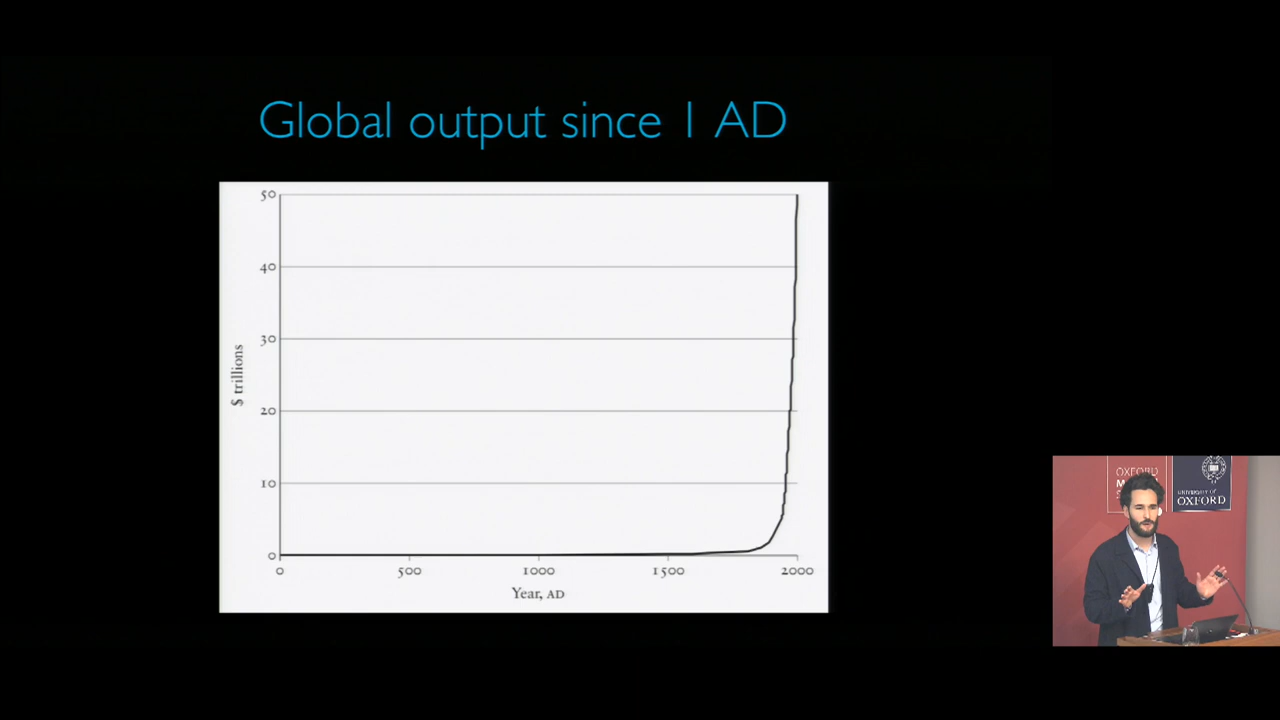 Global output since 1 AD
50
40
30
20
10
0
$ trillions
0 500 1000 1500 2000
Year, AD
OXFORD
M
UNIVERSITY OF
OXFORD